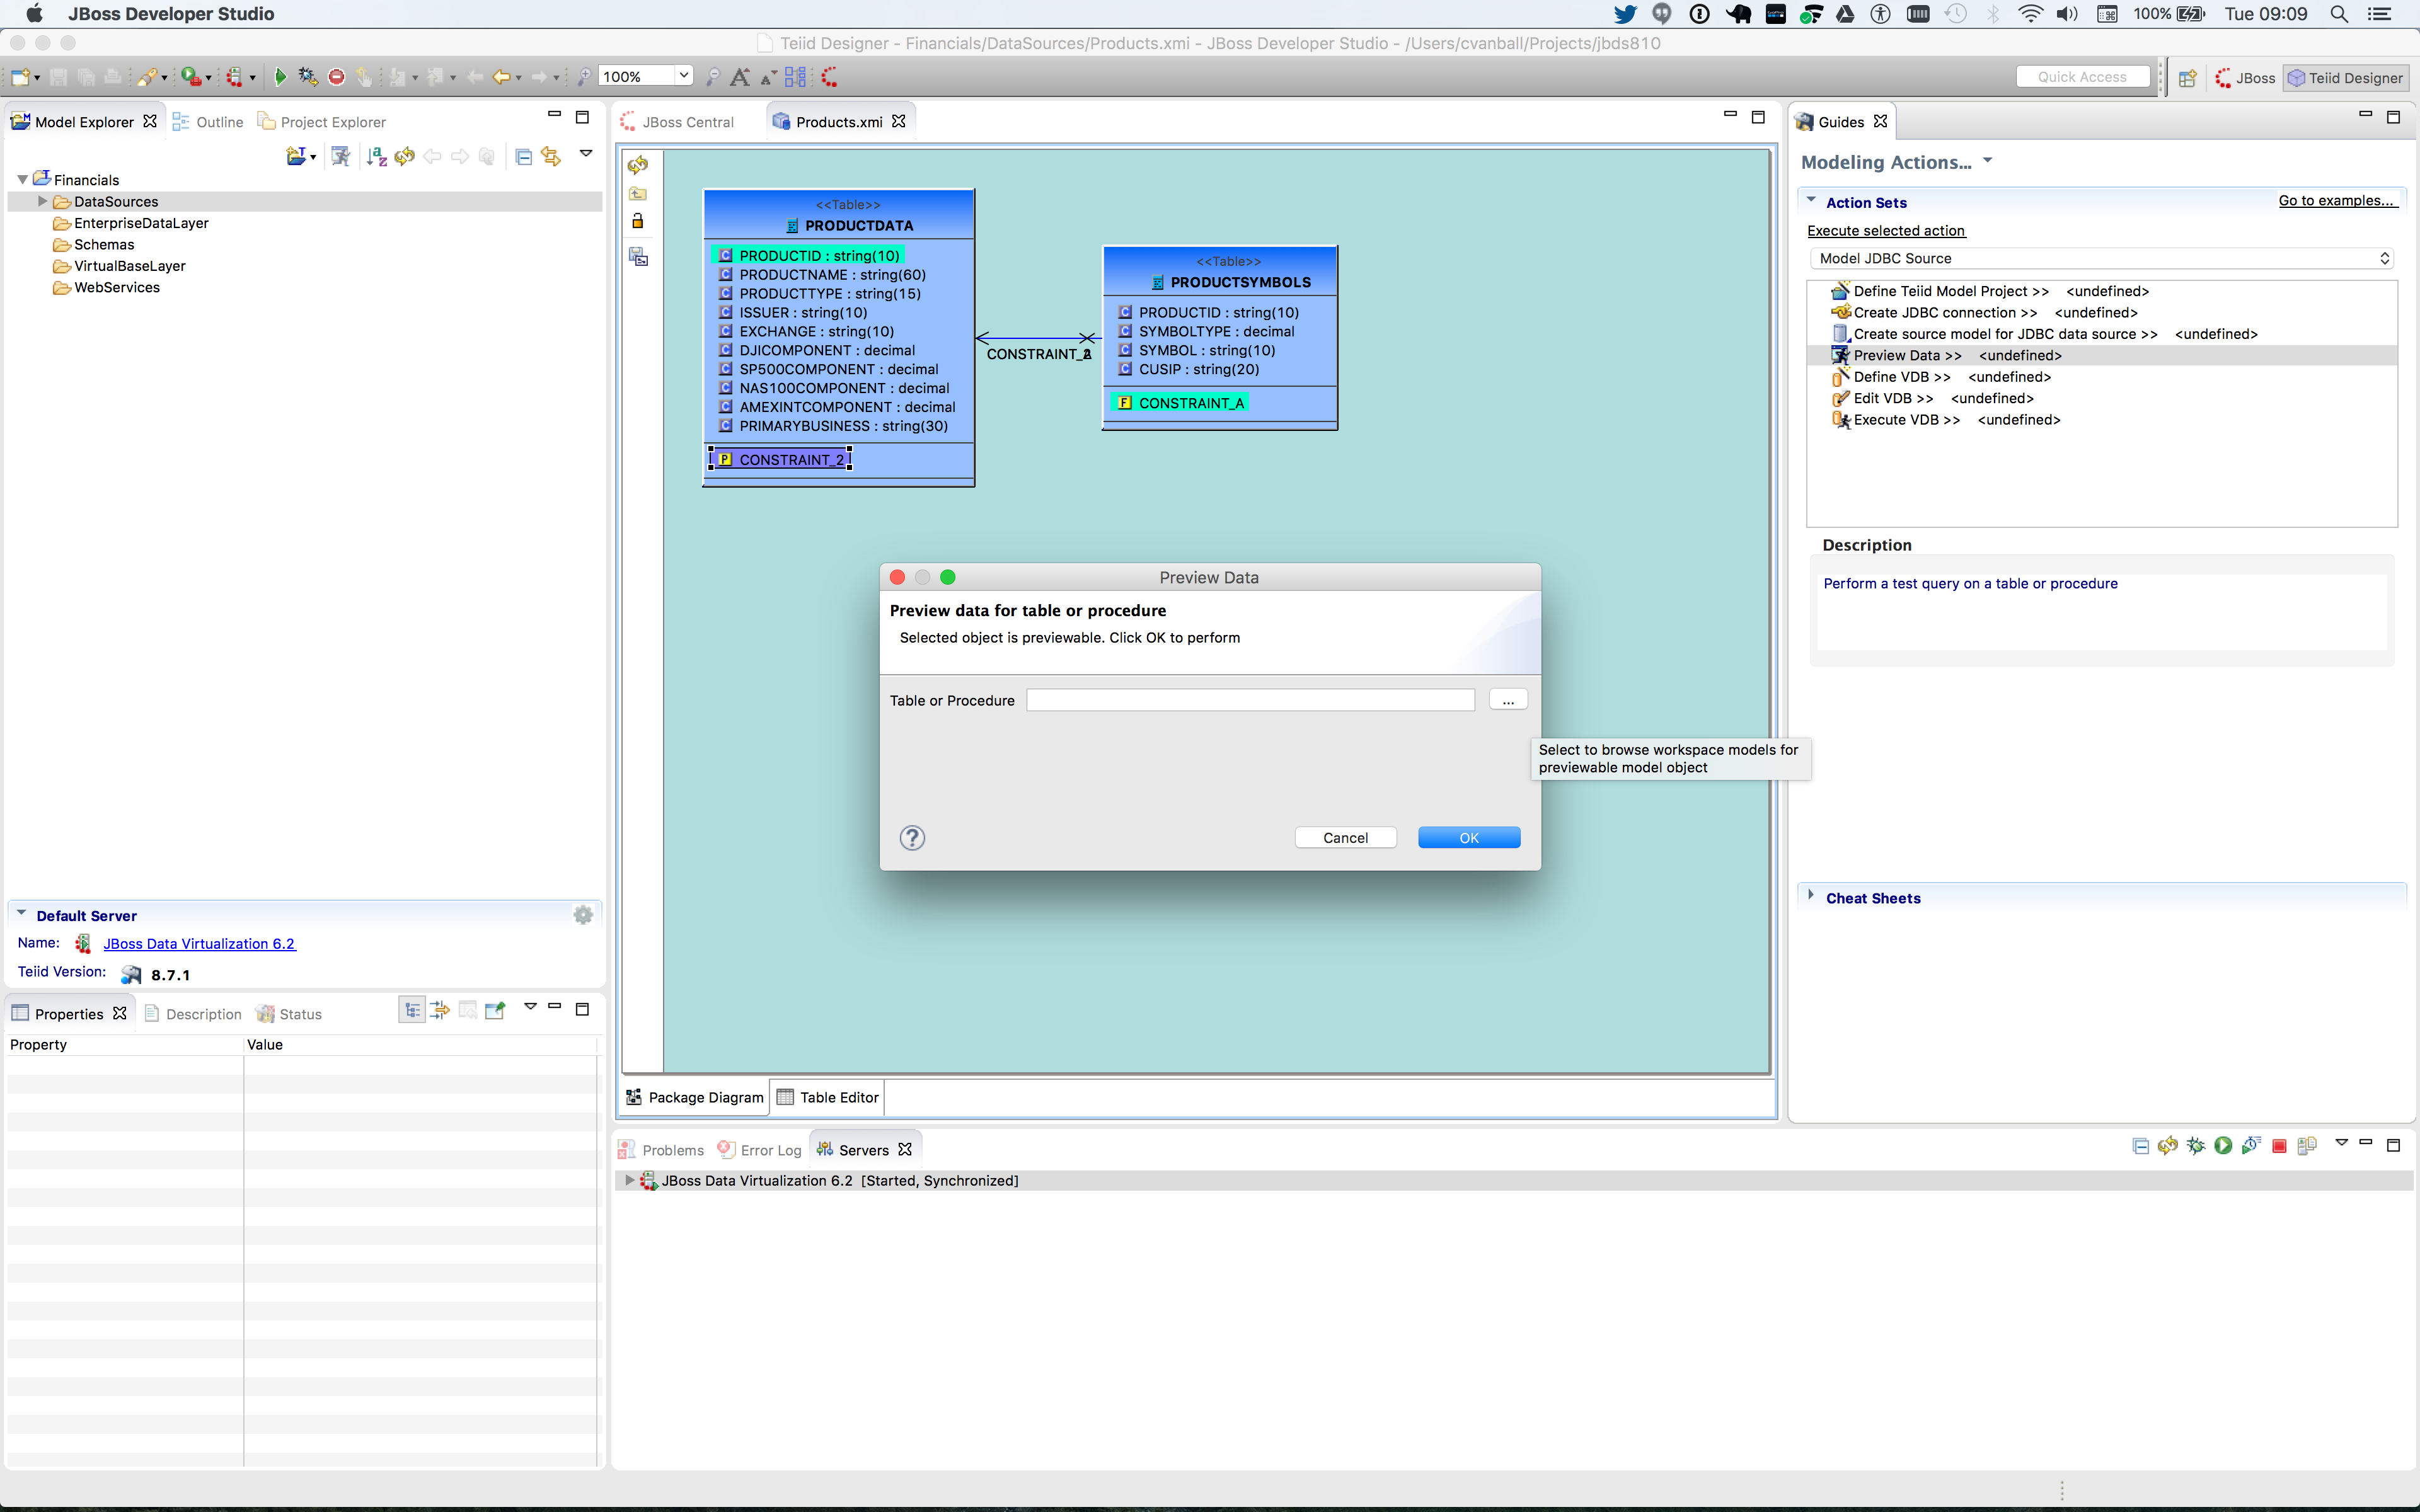 JBoss Developer Studio
100%
Tue 09:09
Teiid Designer - Financials/DataSources/Products.xmi - JBoss Developer Studio - /Users/cvanball/Projects/jbds810
100%
Quick Access
JBoss
Teiid Designer
Model Explorer
Outline
Project Explorer
Financials
DataSources
EnterpriseDataLayer
Schemas
VirtualBaseLayer
WebServices
Default Server
Name:
JBoss Data Virtualization 6.2
Teiid Version:
8.7.1
Properties
Description
Status
Property
Value
JBoss Central
Products.xmi
<<Table>>
PRODUCTDATA
PRODUCTID : string(10)
PRODUCTNAME : string(60)
PRODUCTTYPE : string(15)
ISSUER : string(10)
EXCHANGE : string(10)
DJICOMPONENT : decimal
SP500COMPONENT : decimal
NAS100COMPONENT : decimal
AMEXINTCOMPONENT : decimal
PRIMARYBUSINESS : string(30)
CONSTRAINT_2
<<Table>>
PRODUCTSYMBOLS
PRODUCTID : string(10)
SYMBOLTYPE : decimal
SYMBOL : string(10)
CUSIP : string(20)
CONSTRAINT_A
Preview Data
Preview data for table or procedure
Selected object is previewable. Click OK to perform
Table or Procedure
...
Select to browse workspace models for
previewable model object
?
Cancel
OK
Package Diagram
Table Editor
Problems
Error Log
Servers
JBoss Data Virtualization 6.2 [Started, Synchronized]
Guides
Modeling Actions...
Action Sets
Go to examples...
Execute selected action
Model JDBC Source
Define Teiid Model Project >> <undefined>
Create JDBC connection >> <undefined>
Create source model for JDBC data source >> <undefined>
Preview Data >> <undefined>
Define VDB >> <undefined>
Edit VDB >> <undefined>
Execute VDB >> <undefined>
Description
Perform a test query on a table or procedure
Cheat Sheets